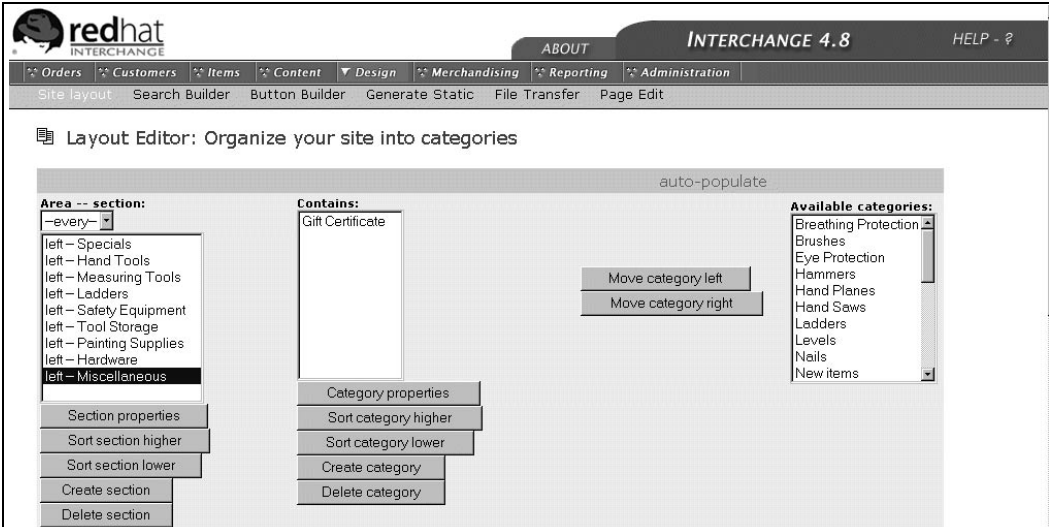 redhat
INTERCHANGE
ABOUT
INTERCHANGE 4.8
HELP - ?
Orders Customers Items Content Design Merchandising Reporting Administration
Site layout Search Builder Button Builder Generate Static File Transfer Page Edit
Layout Editor: Organize your site into categories
auto-populate
Area -- section:
—every—
left — Specials
left — Hand Tools
left — Measuring Tools
left — Ladders
left — Safety Equipment
left — Tool Storage
left — Painting Supplies
left — Hardware
left — Miscellaneous
Section properties
Sort section higher
Sort section lower
Create section
Delete section
Contains:
Gift Certificate
Category properties
Sort category higher
Sort category lower
Create category
Delete category
Move category left
Move category right
Available categories:
Breathing Protection
Brushes
Eye Protection
Hammers
Hand Planes
Hand Saws
Ladders
Levels
Nails
New items